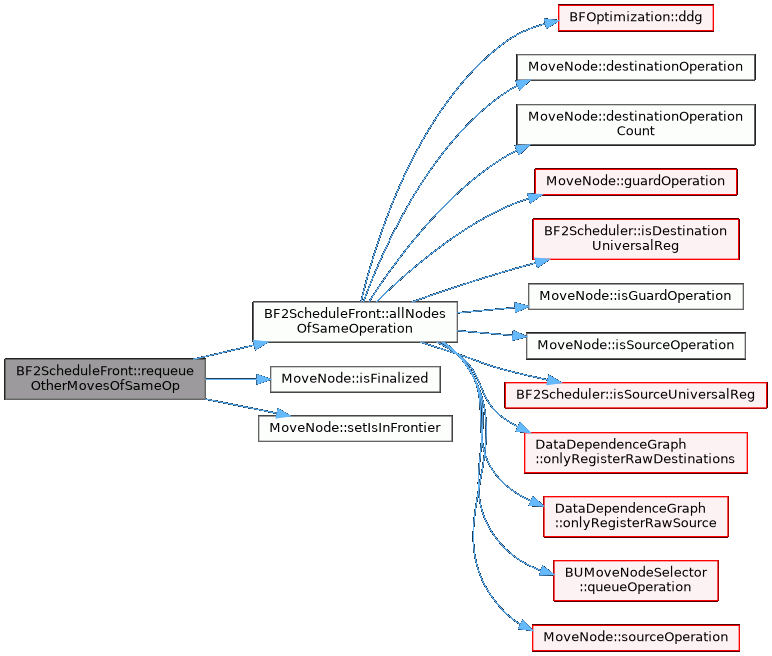 BFOptimization::ddg
MoveNode::destinationOperation
MoveNode::destinationOperation
Count
MoveNode::guardOperation
BF2Scheduler::isDestination
UniversalReg
MoveNode::isGuardOperation
BF2ScheduleFront::allNodes
OfSameOperation
MoveNode::isSourceOperation
BF2ScheduleFront::requeue
OtherMovesOfSameOp
MoveNode::isFinalized
BF2Scheduler::isSourceUniversalReg
MoveNode::setIsInFrontier
DataDependenceGraph
::onlyRegisterRawDestinations
DataDependenceGraph
::onlyRegisterRawSource
BUMoveNodeSelector
::queueOperation
MoveNode::sourceOperation